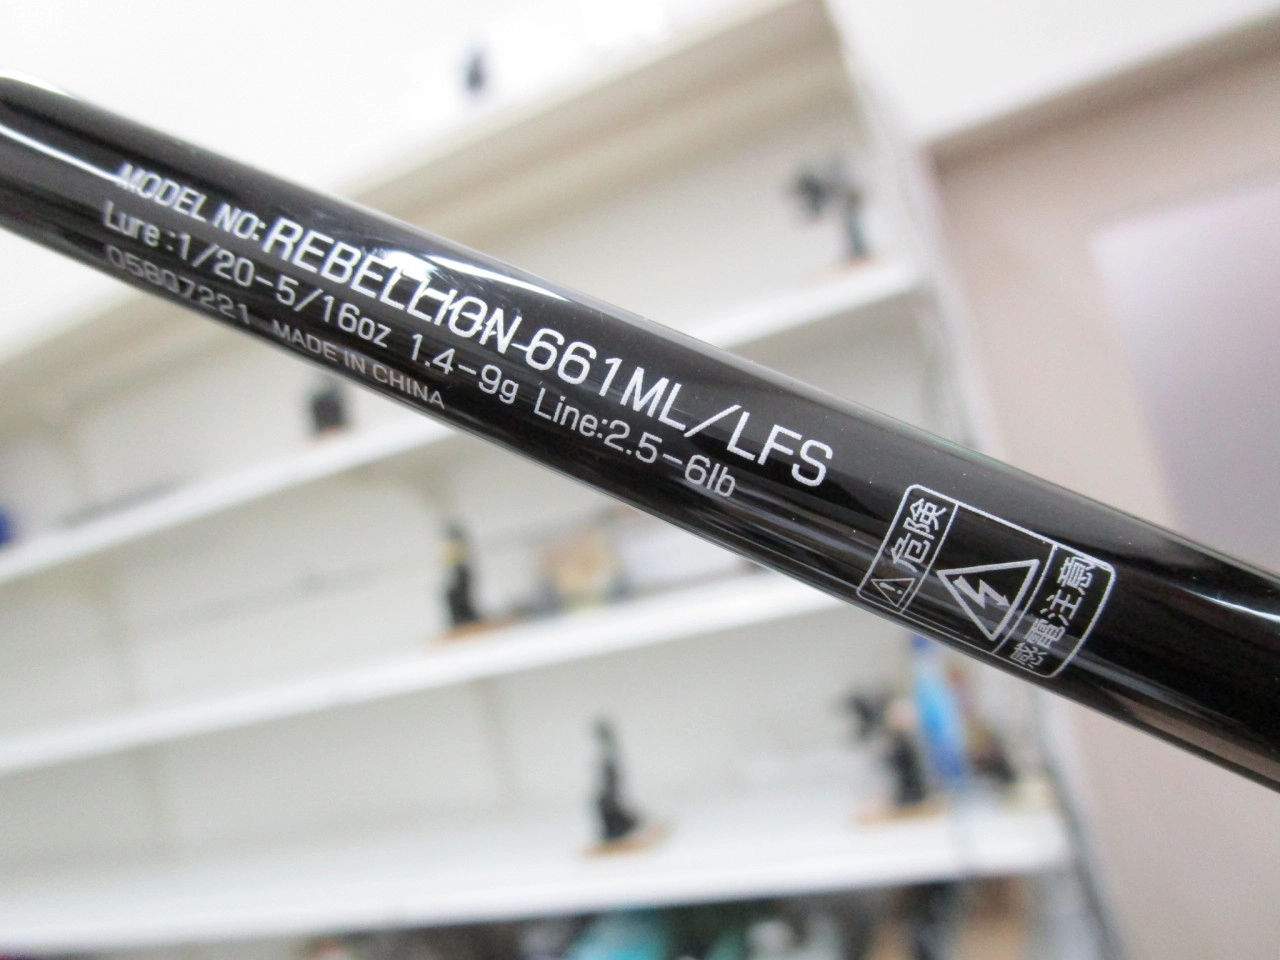 MODEL NO: REBELLION 661ML/LFS
Lure :1/20-5/16oz 1.4-9g Line:2.5-6lb
05807221 MADE IN CHINA
⚠危険
感電注意